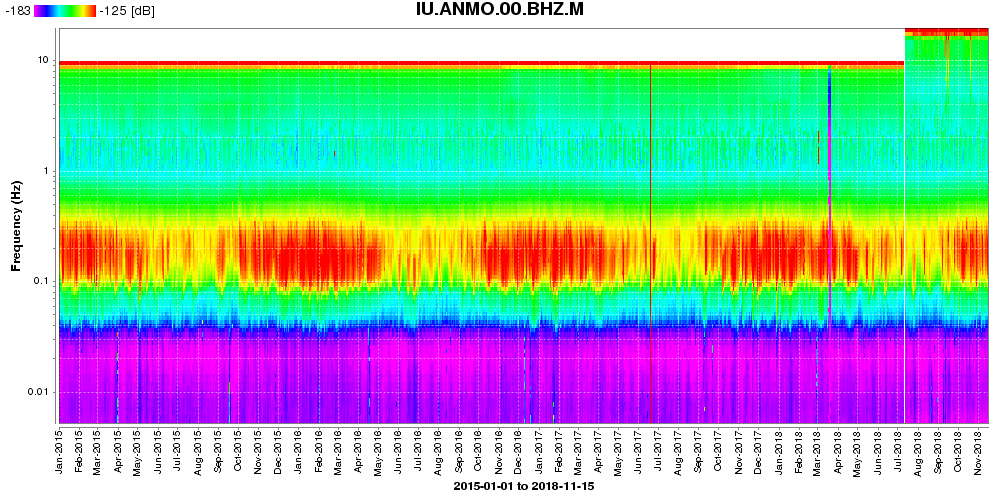 IU.ANMO.00.BHZ.M
-183 -125 [dB]
Frequency (Hz)
10
1
0.1
0.01
Jan-2015 Feb-2015 Mar-2015 Apr-2015 May-2015 Jun-2015 Jul-2015 Aug-2015 Sep-2015 Oct-2015 Nov-2015 Dec-2015 Jan-2016 Feb-2016 Mar-2016 Apr-2016 May-2016 Jun-2016 Jul-2016 Aug-2016 Sep-2016 Oct-2016 Nov-2016 Dec-2016 Jan-2017 Feb-2017 Mar-2017 Apr-2017 May-2017 Jun-2017 Jul-2017 Aug-2017 Sep-2017 Oct-2017 Nov-2017 Dec-2017 Jan-2018 Feb-2018 Mar-2018 Apr-2018 May-2018 Jun-2018 Jul-2018 Aug-2018 Sep-2018 Oct-2018 Nov-2018
2015-01-01 to 2018-11-15